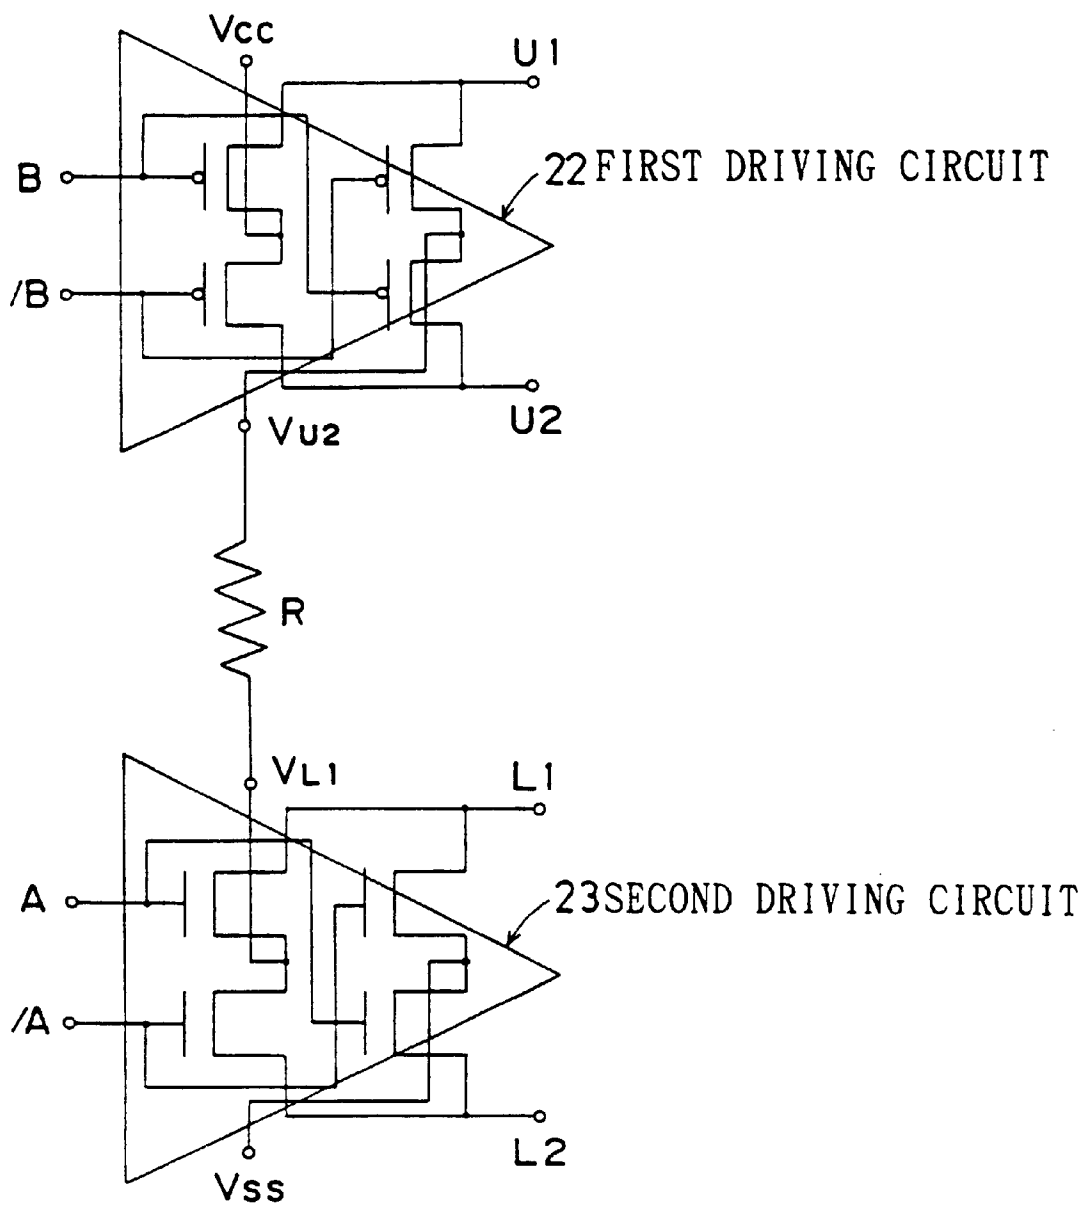 Vcc
U1
B
22 FIRST DRIVING CIRCUIT
/B
U2
VU2
R
VL1
L1
A
23 SECOND DRIVING CIRCUIT
/A
L2
Vss